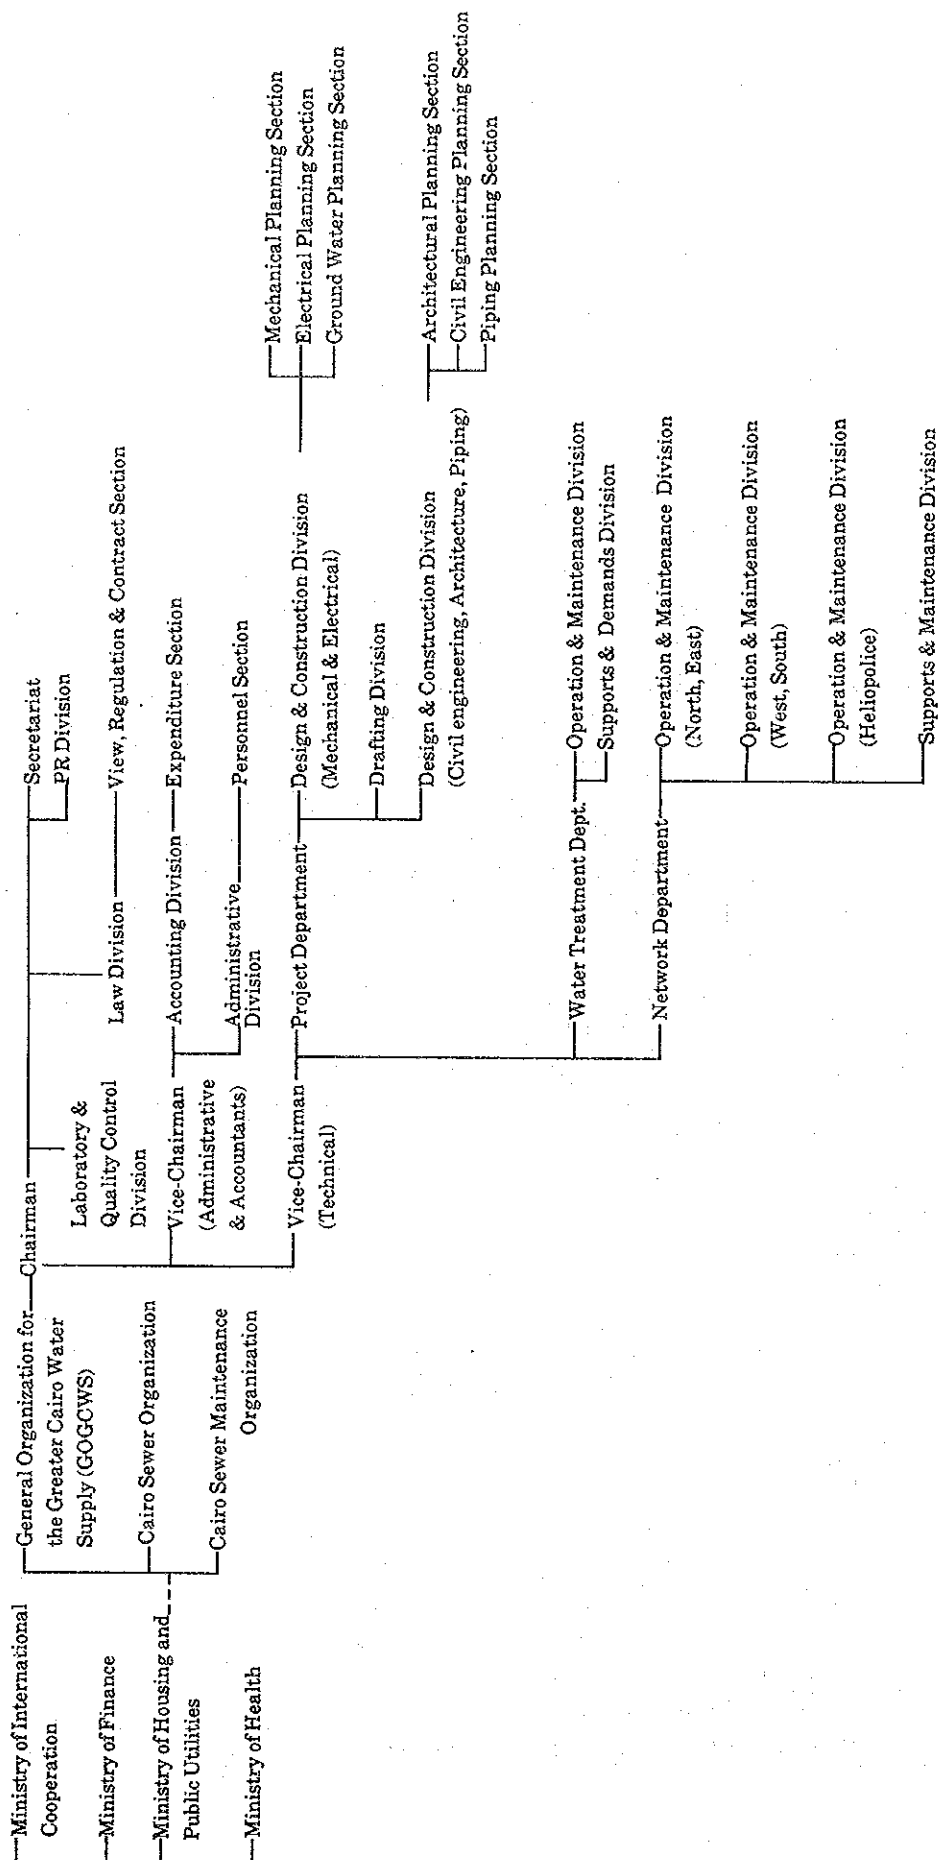 Ministry of International
Cooperation
Ministry of Finance
Ministry of Housing and
Public Utilities
Ministry of Health
General Organization for
the Greater Cairo Water
Supply (GOGCWS)
Cairo Sewer Organization
Cairo Sewer Maintenance
Organization
Chairman
Laboratory &
Quality Control
Division
Vice-Chairman
(Administrative
& Accountants)
Vice-Chairman
(Technical)
Law Division
Accounting Division
Administrative
Division
Project Department
Water Treatment Dept.
Network Department
Secretariat
PR Division
View, Regulation & Contract Section
Expenditure Section
Personnel Section
Design & Construction Division
(Mechanical & Electrical)
Drafting Division
Design & Construction Division
(Civil engineering, Architecture, Piping)
Operation & Maintenance Division
Supports & Demands Division
Operation & Maintenance Division
(North, East)
Operation & Maintenance Division
(West, South)
Operation & Maintenance Division
(Heliopolice)
Supports & Maintenance Division
Mechanical Planning Section
Electrical Planning Section
Ground Water Planning Section
Architectural Planning Section
Civil Engineering Planning Section
Piping Planning Section